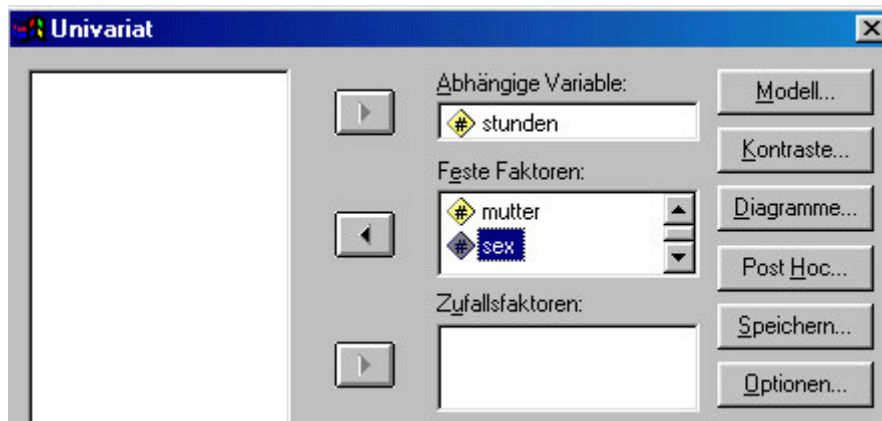 Univariat
Abhängige Variable:
# stunden
Feste Faktoren:
# mutter
# sex
Zufallsfaktoren:
Modell...
Kontraste...
Diagramme...
Post Hoc...
Speichern...
Optionen...